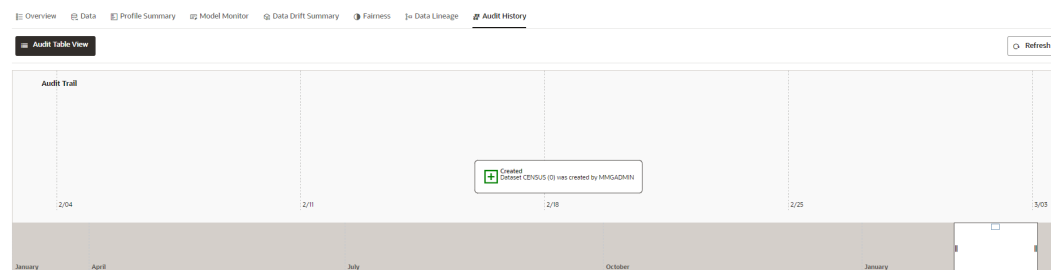 Overview Data Profile Summary Model Monitor Data Drift Summary Fairness Data Lineage Audit History
Audit Table View Refresh
Audit Trail
Created
Dataset CENSUS (0) was created by MMGADMIN
2/04 2/11 2/18 2/25 3/03
January April July October January